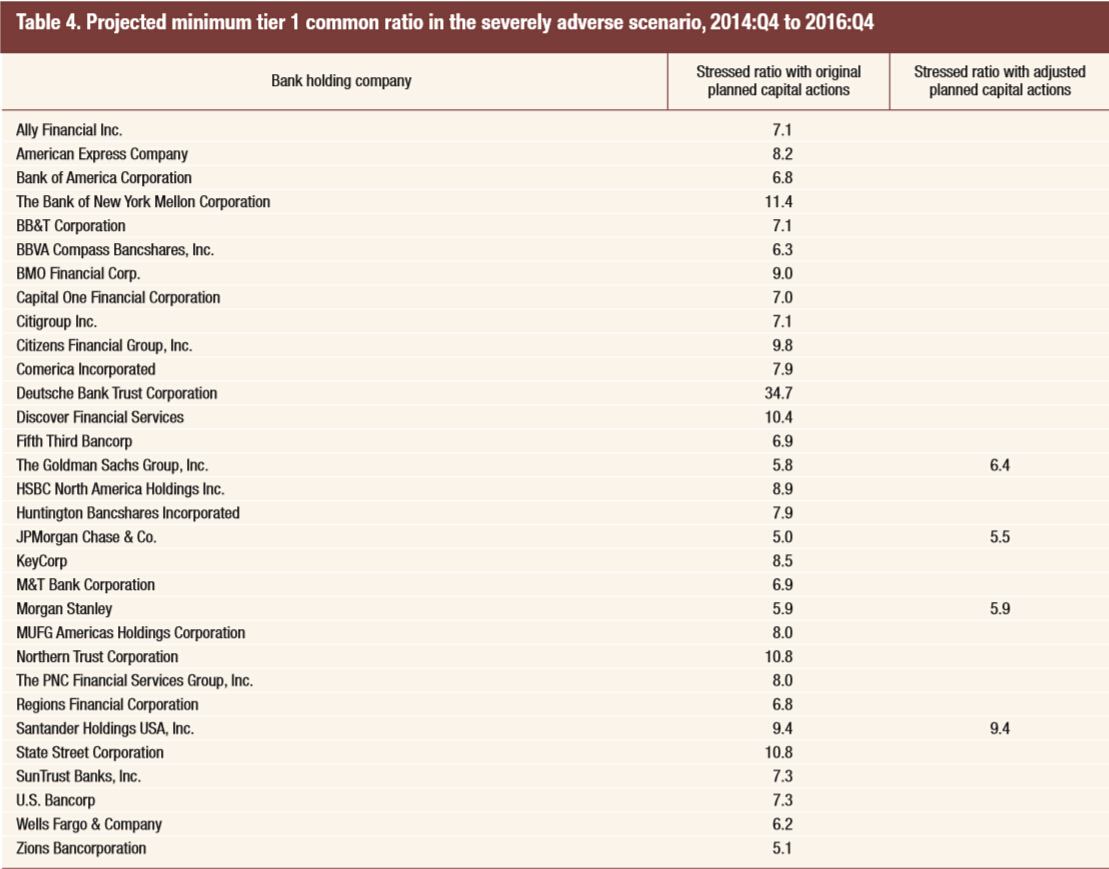 Table 4. Projected minimum tier 1 common ratio in the severely adverse scenario, 2014:Q4 to 2016:Q4
Bank holding company
Stressed ratio with original
planned capital actions
Stressed ratio with adjusted
planned capital actions
Ally Financial Inc. 7.1
American Express Company 8.2
Bank of America Corporation 6.8
The Bank of New York Mellon Corporation 11.4
BB&T Corporation 7.1
BBVA Compass Bancshares, Inc. 6.3
BMO Financial Corp. 9.0
Capital One Financial Corporation 7.0
Citigroup Inc. 7.1
Citizens Financial Group, Inc. 9.8
Comerica Incorporated 7.9
Deutsche Bank Trust Corporation 34.7
Discover Financial Services 10.4
Fifth Third Bancorp 6.9
The Goldman Sachs Group, Inc. 5.8 6.4
HSBC North America Holdings Inc. 8.9
Huntington Bancshares Incorporated 7.9
JPMorgan Chase & Co. 5.0 5.5
KeyCorp 8.5
M&T Bank Corporation 6.9
Morgan Stanley 5.9 5.9
MUFG Americas Holdings Corporation 8.0
Northern Trust Corporation 10.8
The PNC Financial Services Group, Inc. 8.0
Regions Financial Corporation 6.8
Santander Holdings USA, Inc. 9.4 9.4
State Street Corporation 10.8
SunTrust Banks, Inc. 7.3
U.S. Bancorp 7.3
Wells Fargo & Company 6.2
Zions Bancorporation 5.1